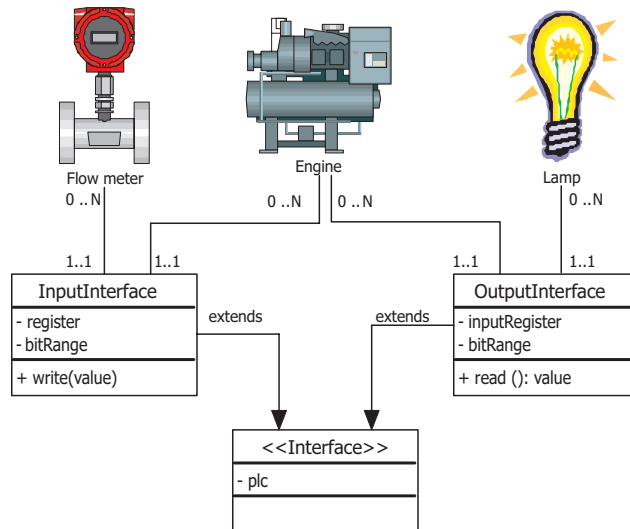 Flow meter
Engine
Lamp
0 ..N
0 ..N
0 ..N
0 ..N
1..1
1..1
1..1
1..1
InputInterface
- register
- bitRange
+ write(value)
extends
extends
OutputInterface
- inputRegister
- bitRange
+ read (): value
<<Interface>>
- plc